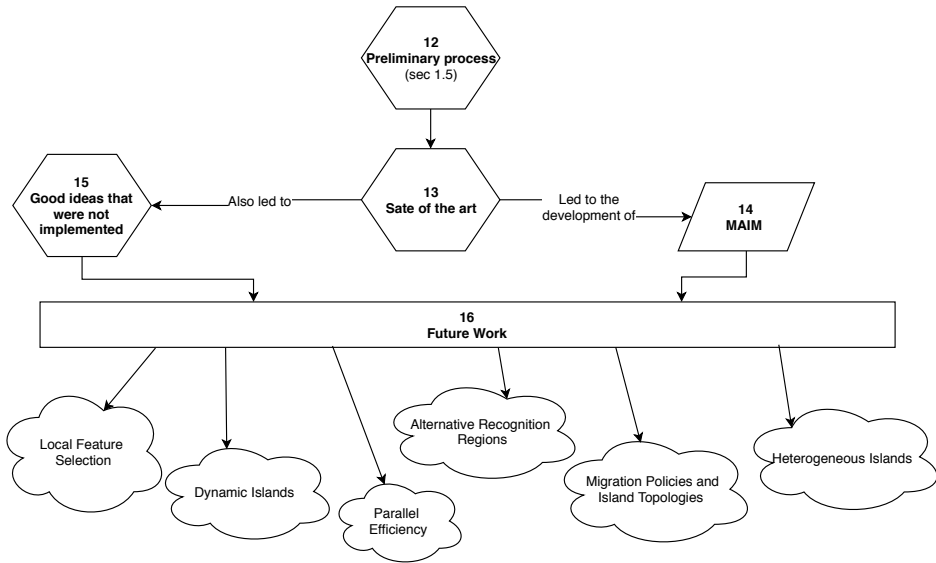 12
Preliminary process
(sec 1.5)
15
Good ideas that
were not
implemented
Also led to
13
Sate of the art
Led to the
development of
14
MAIM
16
Future Work
Local Feature
Selection
Dynamic Islands
Parallel
Efficiency
Alternative Recognition
Regions
Migration Policies and
Island Topologies
Heterogeneous Islands